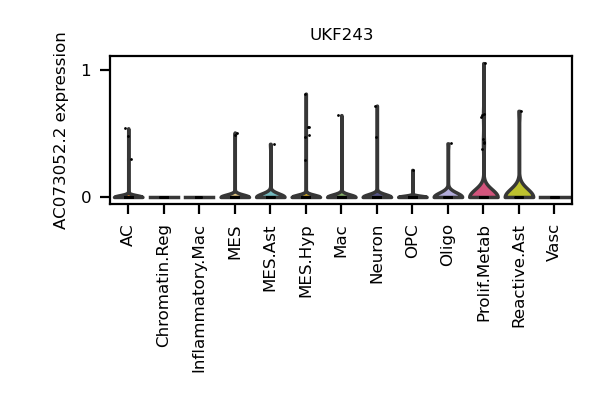 UKF243
AC073052.2 expression
1
0
AC
Chromatin.Reg
Inflammatory.Mac
MES
MES.Ast
MES.Hyp
Mac
Neuron
OPC
Oligo
Prolif.Metab
Reactive.Ast
Vasc